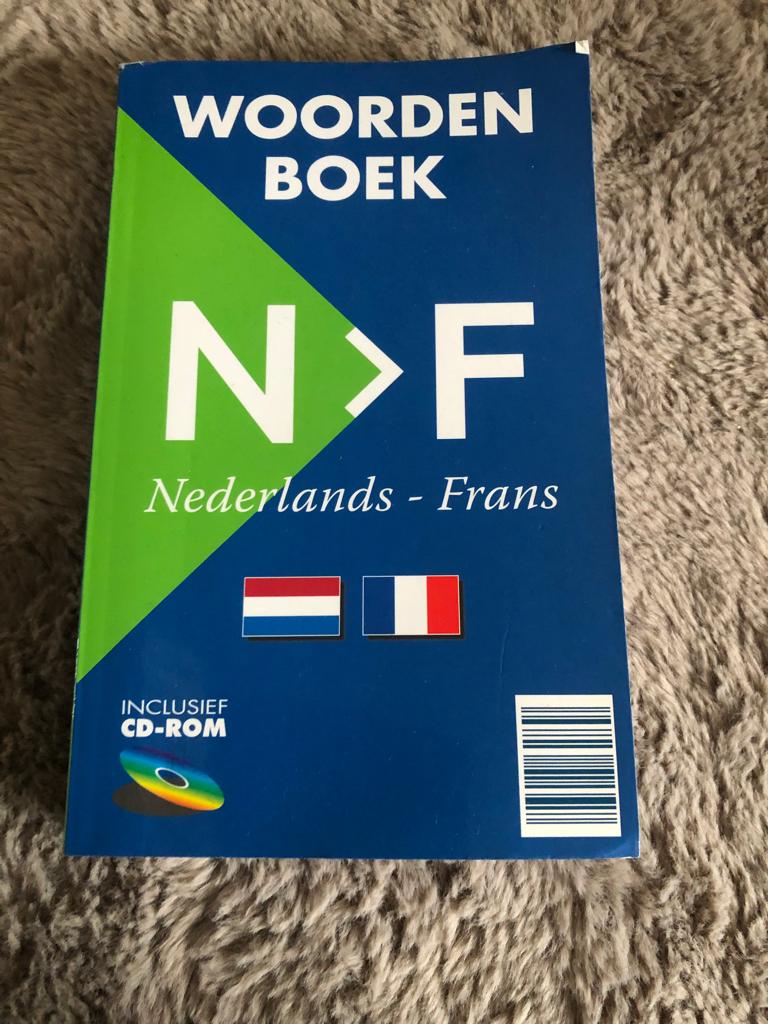 WOORDEN
BOEK
N>F
Nederlands - Frans
INCLUSIEF
CD-ROM